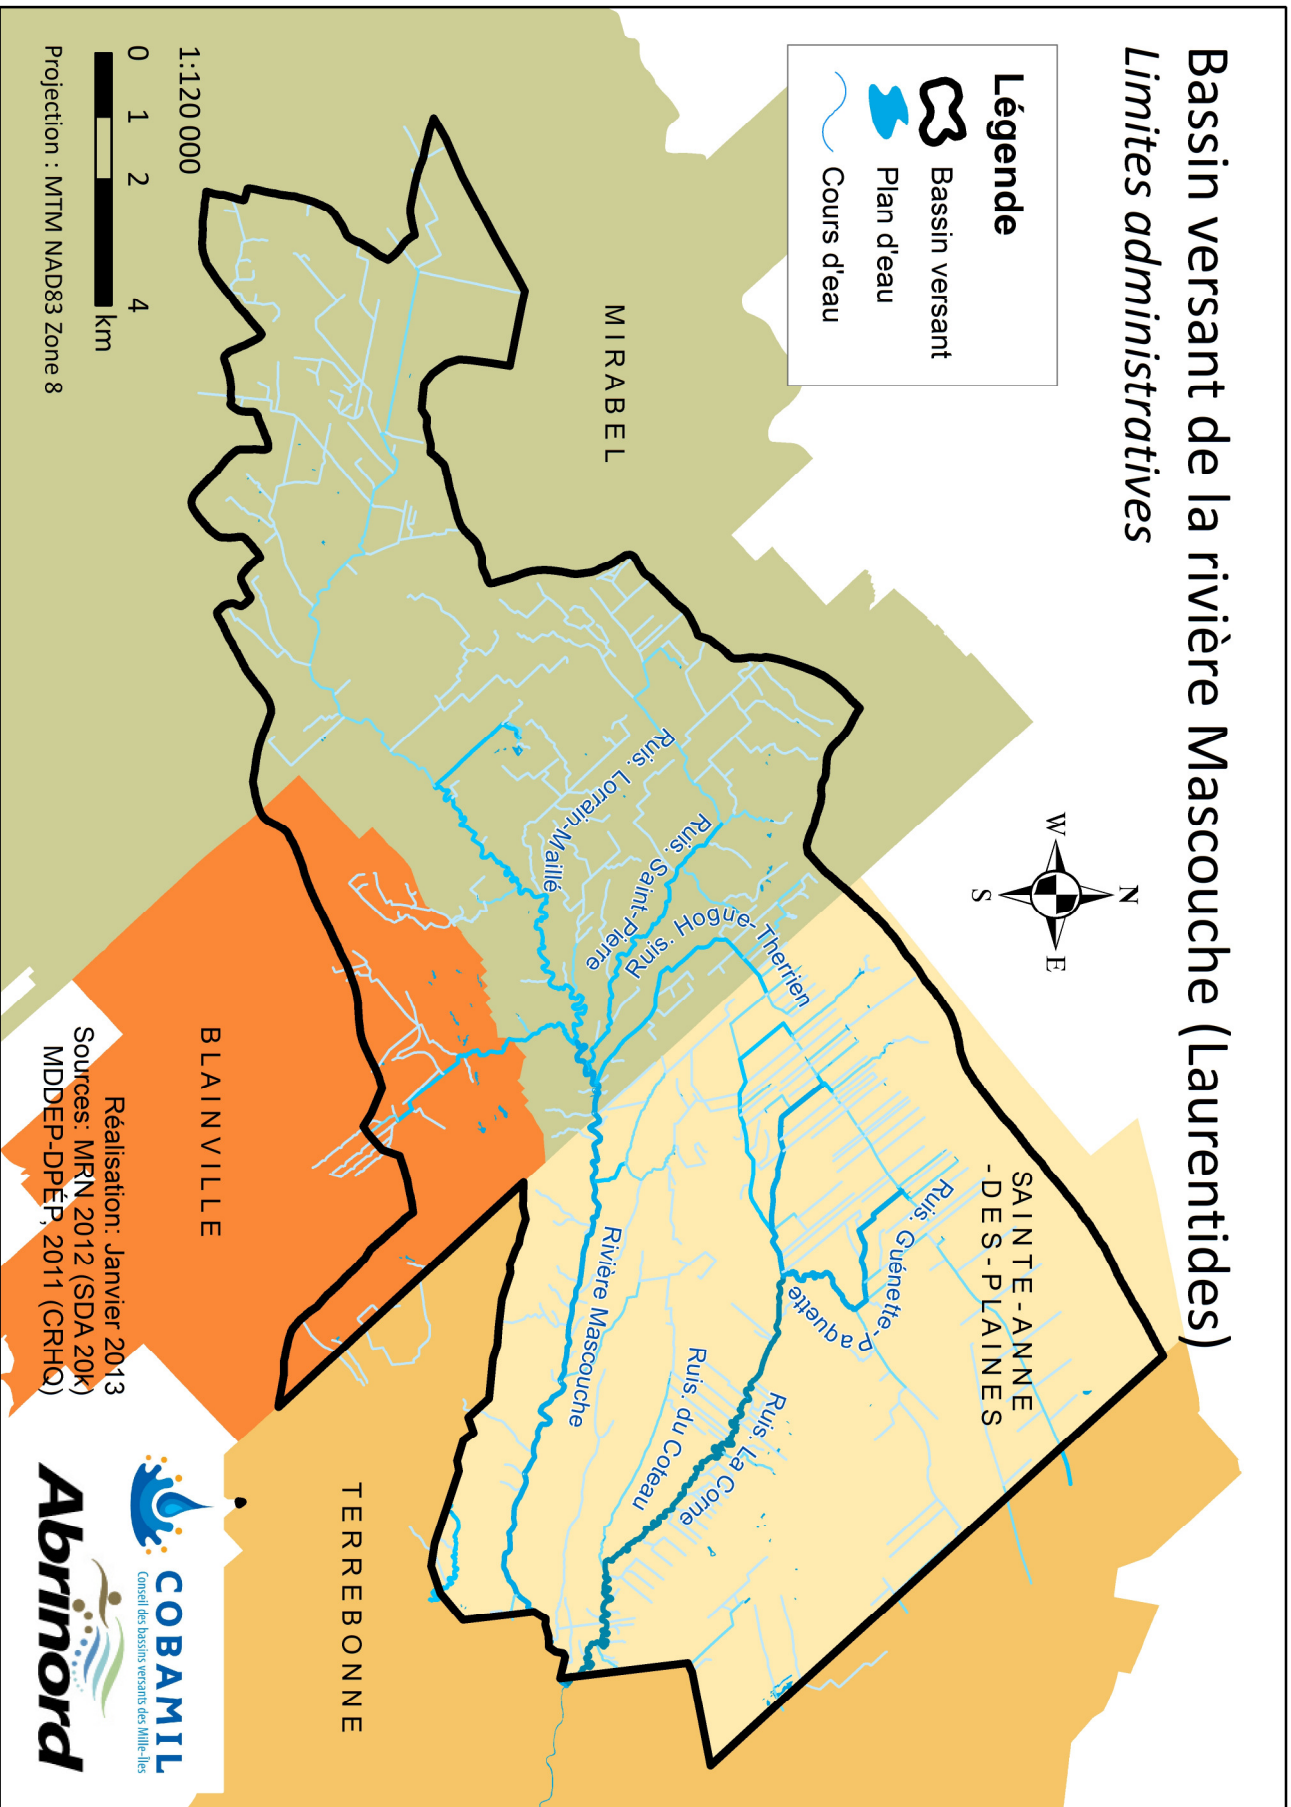 Bassin versant de la rivière Mascouche (Laurentides)
Limites administratives
Légende
Bassin versant
Plan d'eau
Cours d'eau
N
W
E
S
MIRABEL
SAINTE-ANNE
-DES-PLAINES
BLAINVILLE
TERREBONNE
Ruis. Lorrain-Maillé
Ruis. Saint-Pierre
Ruis. Hogue-Therrien
Ruis. Guénette-Paquette
Rivière Mascouche
Ruis. du Coteau
Ruis. La Corne
1:120 000
0 1 2 4
km
Projection : MTM NAD83 Zone 8
Réalisation: Janvier 2013
Sources: MRN 2012 (SDA 20k)
MDDEP-DPÉP, 2011 (CRHQ)
COBAMIL
Conseil des bassins versants des Mille-Îles
Abrinord